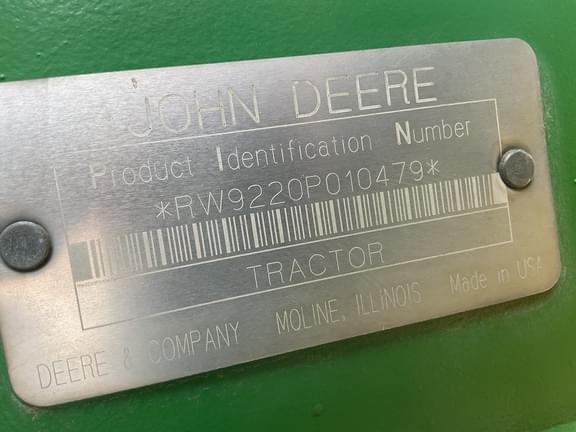 JOHN DEERE
Product Identification Number
*RW9220P010479*
TRACTOR
DEERE & COMPANY MOLINE, ILLINOIS Made in USA